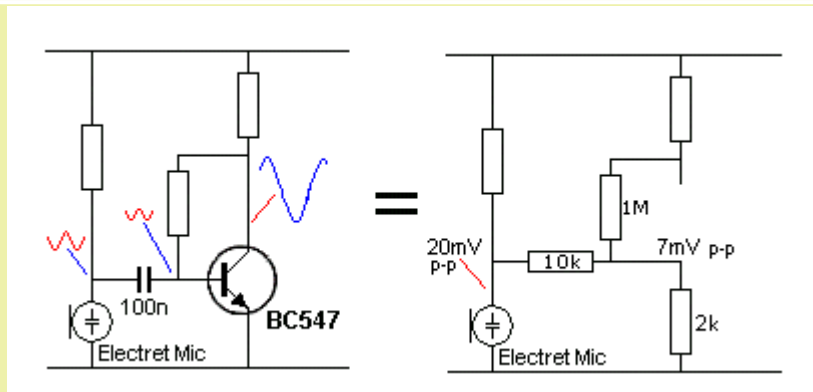 100n
BC547
Electret Mic
=
1M
20mV
p-p
10k
7mV p-p
2k
Electret Mic